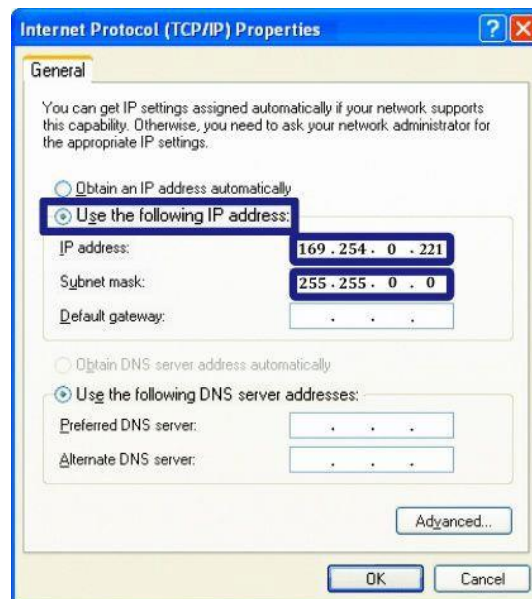 Internet Protocol (TCP/IP) Properties
General
You can get IP settings assigned automatically if your network supports
this capability. Otherwise, you need to ask your network administrator for
the appropriate IP settings.
Obtain an IP address automatically
Use the following IP address:
IP address: 169 . 254 . 0 . 221
Subnet mask: 255 . 255 . 0 . 0
Default gateway: . . .
Obtain DNS server address automatically
Use the following DNS server addresses:
Preferred DNS server: . . .
Alternate DNS server: . . .
Advanced...
OK Cancel